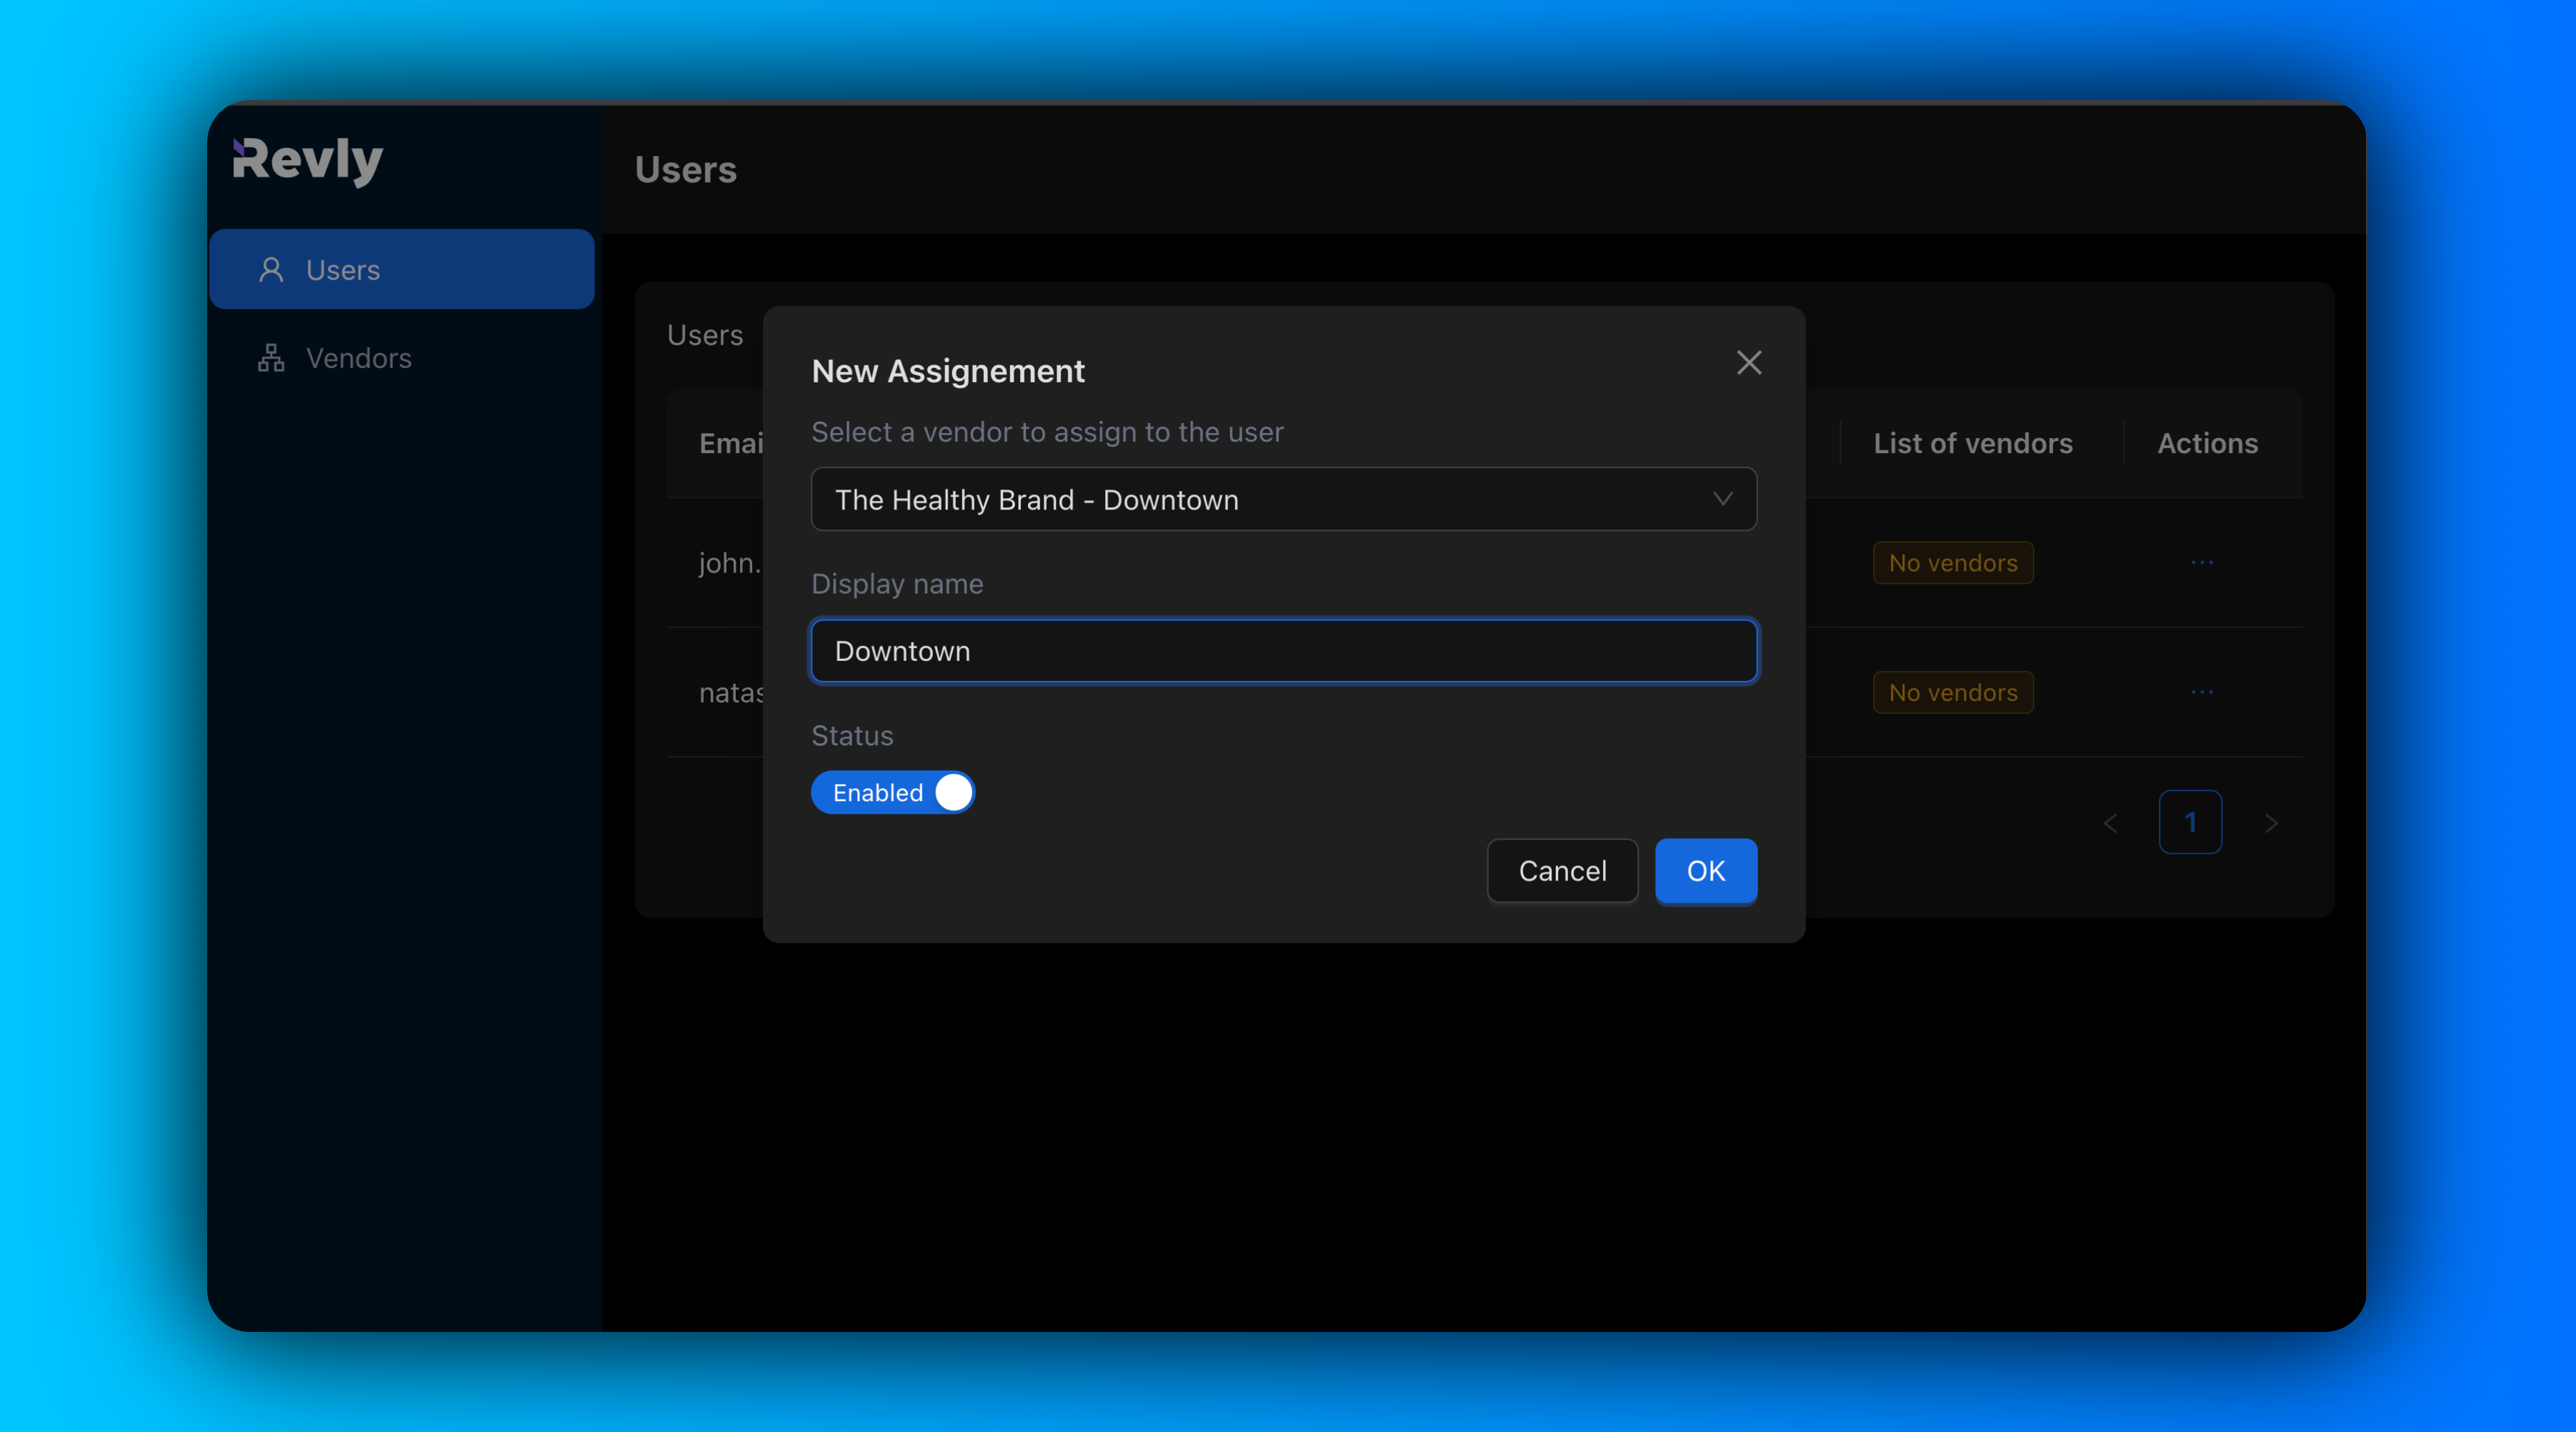 Revly
Users
Users
Vendors
Users
New Assignement
Select a vendor to assign to the user
The Healthy Brand - Downtown
Display name
Downtown
Status
Enabled
Cancel OK
Emai List of vendors Actions
john. No vendors ...
natas No vendors ...
< 1 >